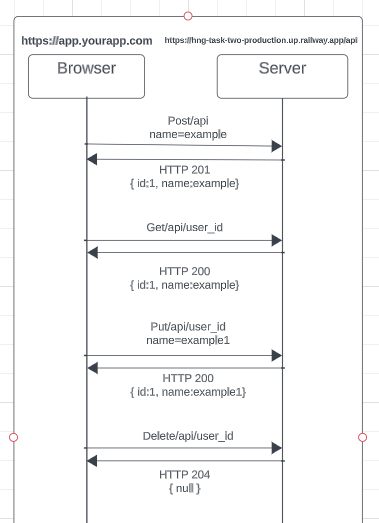 https://app.yourapp.com
https://hng-task-two-production.up.railway.app/api
Browser
Server
Post/api
name=example
HTTP 201
{ id:1, name:example}
Get/api/user_id
HTTP 200
{ id:1, name:example}
Put/api/user_id
name=example1
HTTP 200
{ id:1, name:example1}
Delete/api/user_id
HTTP 204
{ null }